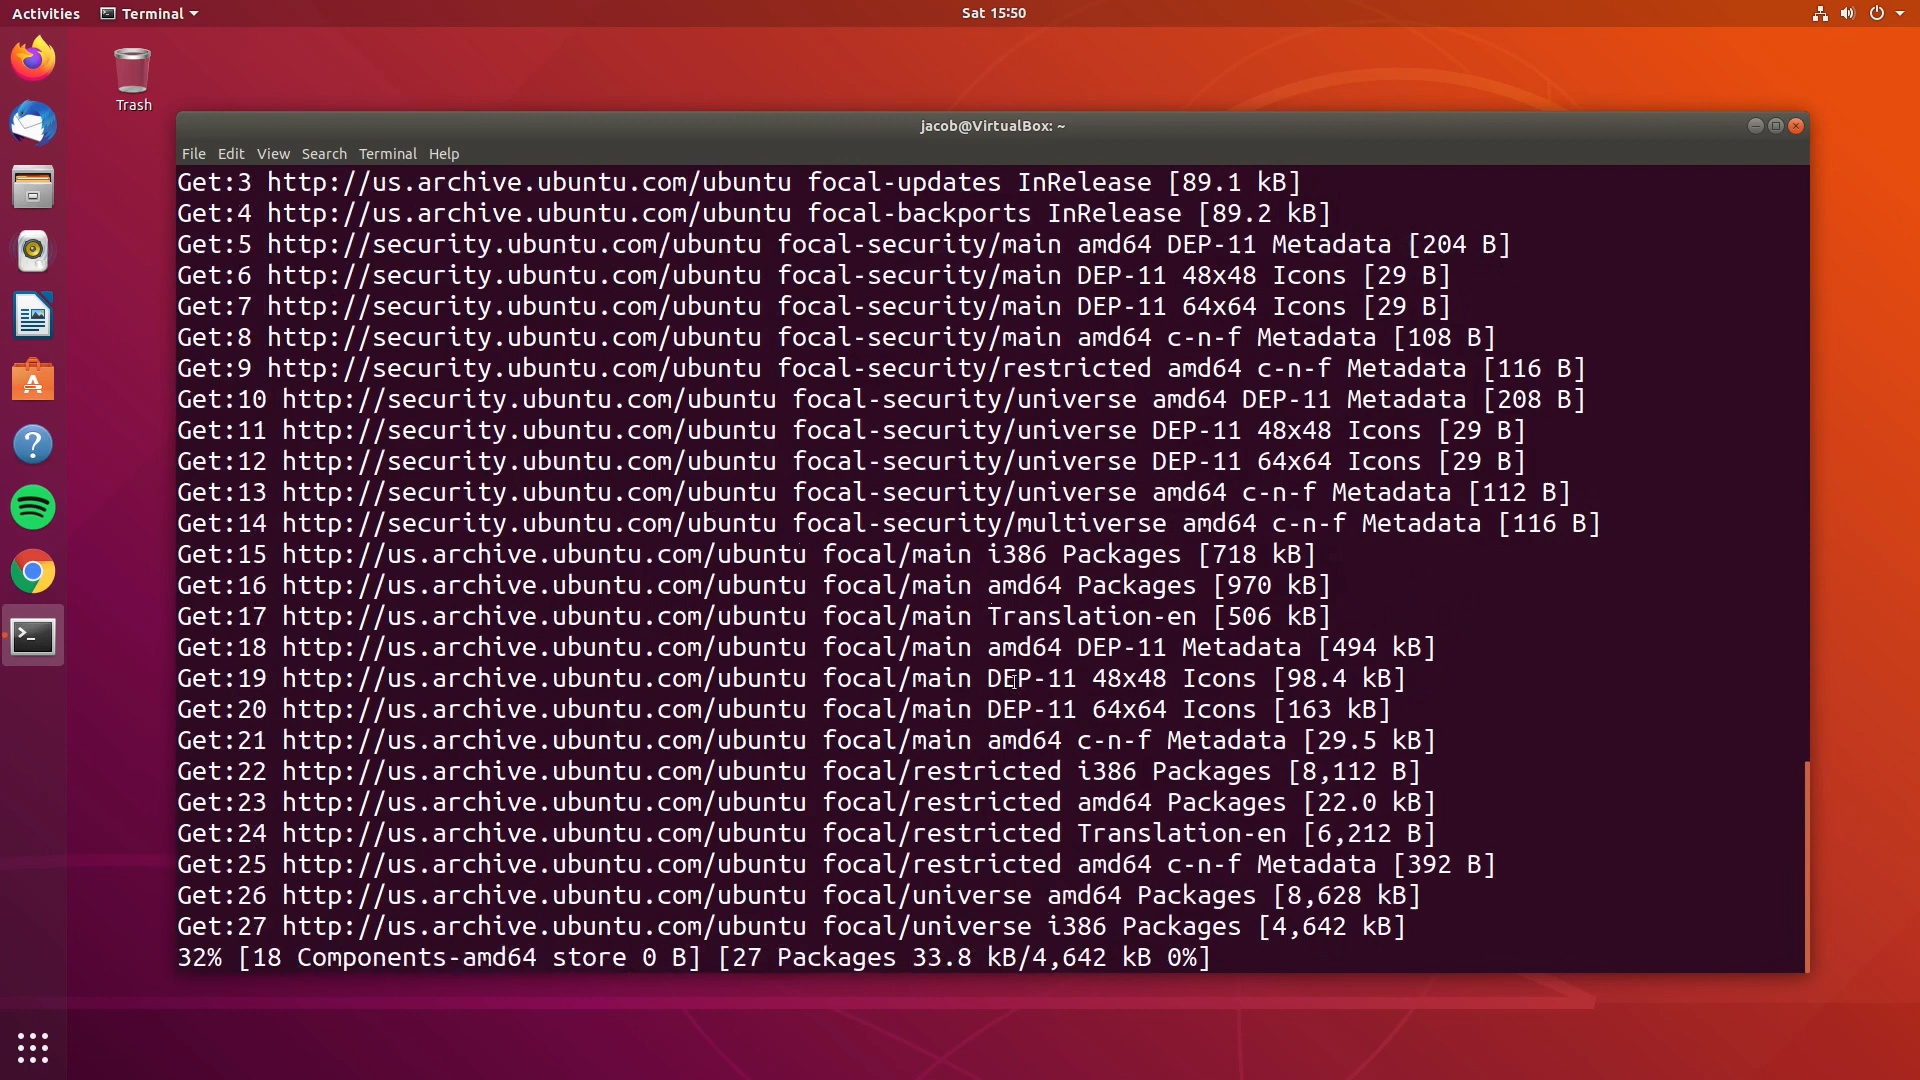 Activities Terminal Sat 15:50
Trash
jacob@VirtualBox: ~
File Edit View Search Terminal Help
Get:3 http://us.archive.ubuntu.com/ubuntu focal-updates InRelease [89.1 kB]
Get:4 http://us.archive.ubuntu.com/ubuntu focal-backports InRelease [89.2 kB]
Get:5 http://security.ubuntu.com/ubuntu focal-security/main amd64 DEP-11 Metadata [204 B]
Get:6 http://security.ubuntu.com/ubuntu focal-security/main DEP-11 48x48 Icons [29 B]
Get:7 http://security.ubuntu.com/ubuntu focal-security/main DEP-11 64x64 Icons [29 B]
Get:8 http://security.ubuntu.com/ubuntu focal-security/main amd64 c-n-f Metadata [108 B]
Get:9 http://security.ubuntu.com/ubuntu focal-security/restricted amd64 c-n-f Metadata [116 B]
Get:10 http://security.ubuntu.com/ubuntu focal-security/universe amd64 DEP-11 Metadata [208 B]
Get:11 http://security.ubuntu.com/ubuntu focal-security/universe DEP-11 48x48 Icons [29 B]
Get:12 http://security.ubuntu.com/ubuntu focal-security/universe DEP-11 64x64 Icons [29 B]
Get:13 http://security.ubuntu.com/ubuntu focal-security/universe amd64 c-n-f Metadata [112 B]
Get:14 http://security.ubuntu.com/ubuntu focal-security/multiverse amd64 c-n-f Metadata [116 B]
Get:15 http://us.archive.ubuntu.com/ubuntu focal/main i386 Packages [718 kB]
Get:16 http://us.archive.ubuntu.com/ubuntu focal/main amd64 Packages [970 kB]
Get:17 http://us.archive.ubuntu.com/ubuntu focal/main Translation-en [506 kB]
Get:18 http://us.archive.ubuntu.com/ubuntu focal/main amd64 DEP-11 Metadata [494 kB]
Get:19 http://us.archive.ubuntu.com/ubuntu focal/main DEP-11 48x48 Icons [98.4 kB]
Get:20 http://us.archive.ubuntu.com/ubuntu focal/main DEP-11 64x64 Icons [163 kB]
Get:21 http://us.archive.ubuntu.com/ubuntu focal/main amd64 c-n-f Metadata [29.5 kB]
Get:22 http://us.archive.ubuntu.com/ubuntu focal/restricted i386 Packages [8,112 B]
Get:23 http://us.archive.ubuntu.com/ubuntu focal/restricted amd64 Packages [22.0 kB]
Get:24 http://us.archive.ubuntu.com/ubuntu focal/restricted Translation-en [6,212 B]
Get:25 http://us.archive.ubuntu.com/ubuntu focal/restricted amd64 c-n-f Metadata [392 B]
Get:26 http://us.archive.ubuntu.com/ubuntu focal/universe amd64 Packages [8,628 kB]
Get:27 http://us.archive.ubuntu.com/ubuntu focal/universe i386 Packages [4,642 kB]
32% [18 Components-amd64 store 0 B] [27 Packages 33.8 kB/4,642 kB 0%]